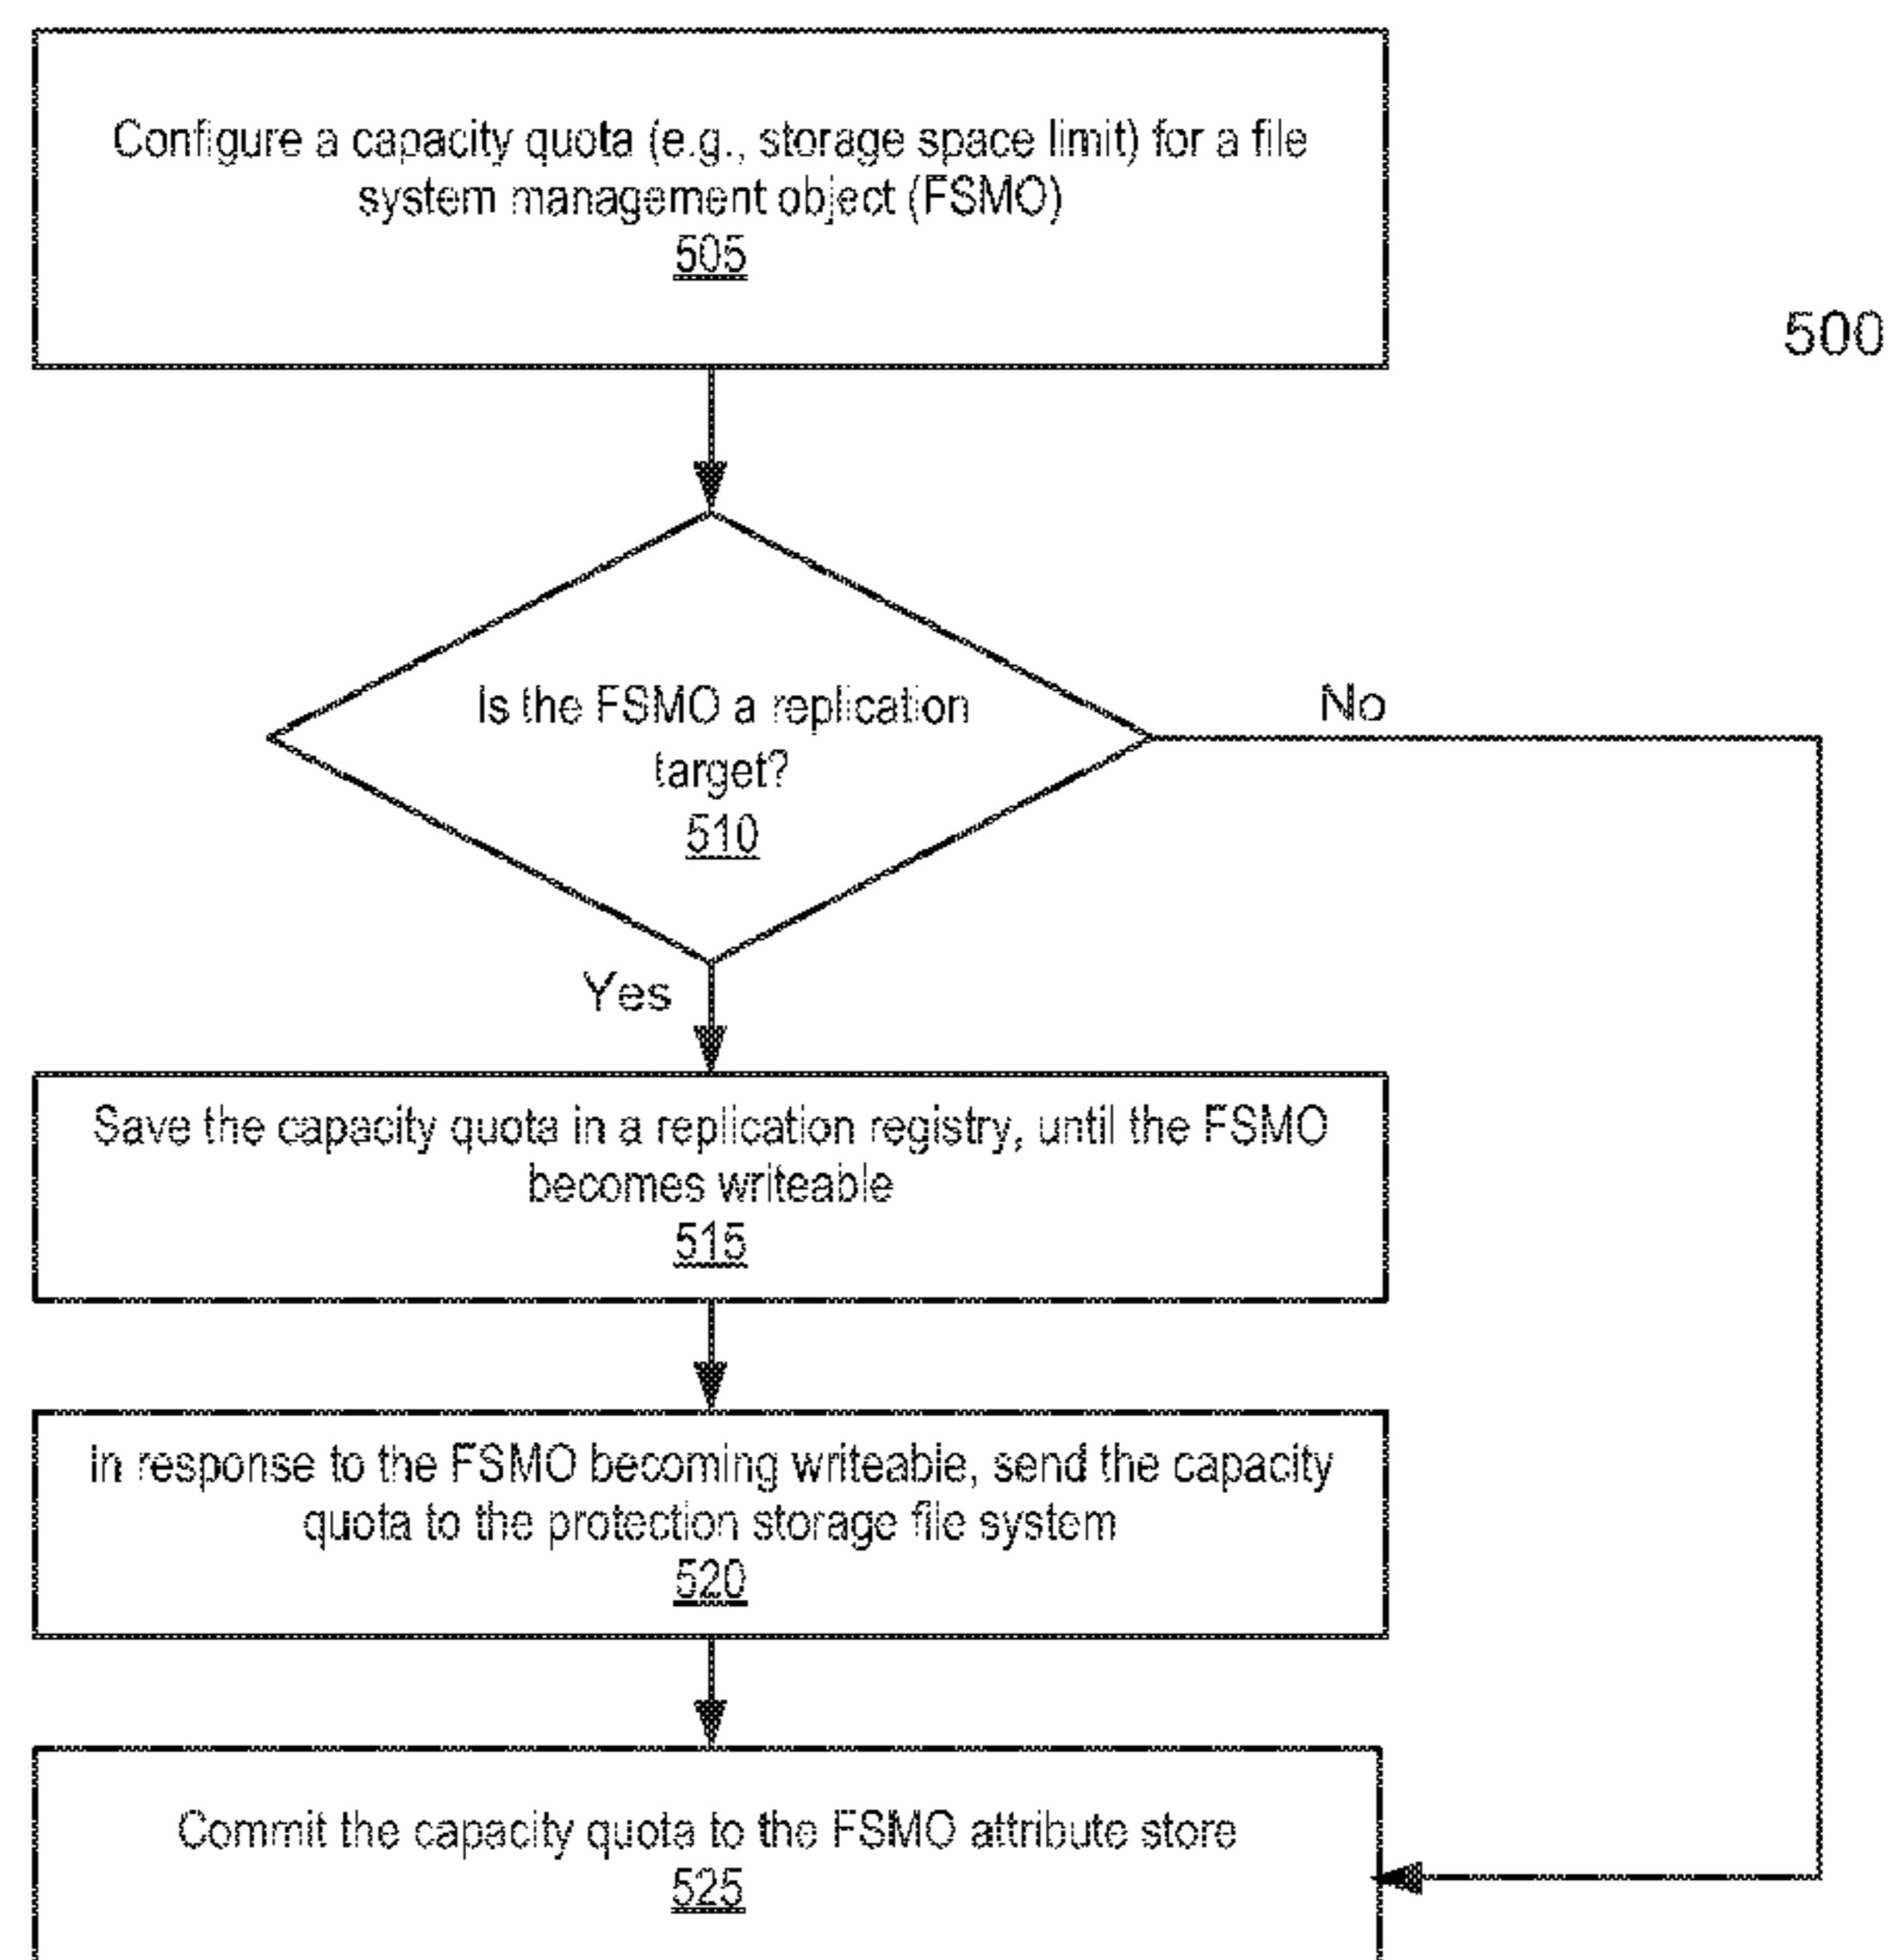 Configure a capacity quota (e.g., storage space limit) for a file
system management object (FSMO)
505
500
Is the FSMO a replication
target?
510
No
Yes
Save the capacity quota in a replication registry, until the FSMO
becomes writeable
515
In response to the FSMO becoming writeable, send the capacity
quota to the protection storage file system
520
Commit the capacity quota to the FSMO attribute store
525